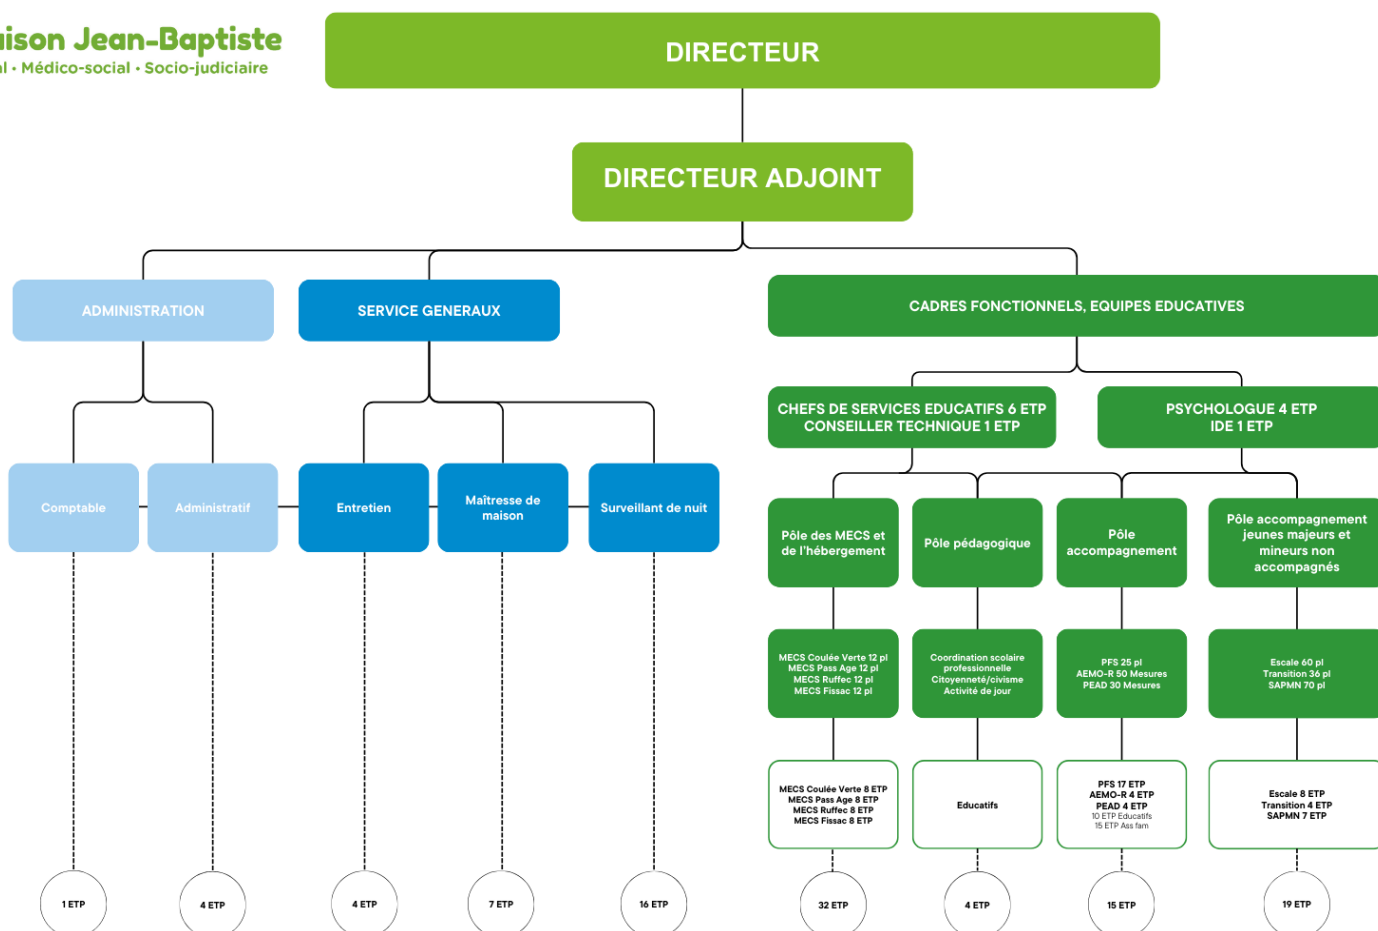 aison Jean-Baptiste
al • Médico-social • Socio-judiciaire
DIRECTEUR
DIRECTEUR ADJOINT
ADMINISTRATION
SERVICE GENERAUX
CADRES FONCTIONNELS, EQUIPES EDUCATIVES
CHEFS DE SERVICES EDUCATIFS 6 ETP
CONSEILLER TECHNIQUE 1 ETP
PSYCHOLOGUE 4 ETP
IDE 1 ETP
Comptable
Administratif
Entretien
Maîtresse de
maison
Surveillant de nuit
Pôle des MECS et
de l'hébergement
Pôle pédagogique
Pôle
accompagnement
Pôle accompagnement
jeunes majeurs et
mineurs non
accompagnés
MECS Coulée Verte 12 pl
MECS Pass Age 12 pl
MECS Ruffec 12 pl
MECS Fissac 12 pl
Coordination scolaire
professionnelle
Citoyenneté/civisme
Activité de jour
PFS 25 pl
AEMO-R 50 Mesures
PEAD 30 Mesures
Escale 60 pl
Transition 36 pl
SAPMN 70 pl
MECS Coulée Verte 8 ETP
MECS Pass Age 8 ETP
MECS Ruffec 8 ETP
MECS Fissac 8 ETP
Educatifs
PFS 17 ETP
AEMO-R 4 ETP
PEAD 4 ETP
10 ETP Educatifs
15 ETP Ass fam
Escale 8 ETP
Transition 4 ETP
SAPMN 7 ETP
1 ETP
4 ETP
4 ETP
7 ETP
16 ETP
32 ETP
4 ETP
15 ETP
19 ETP